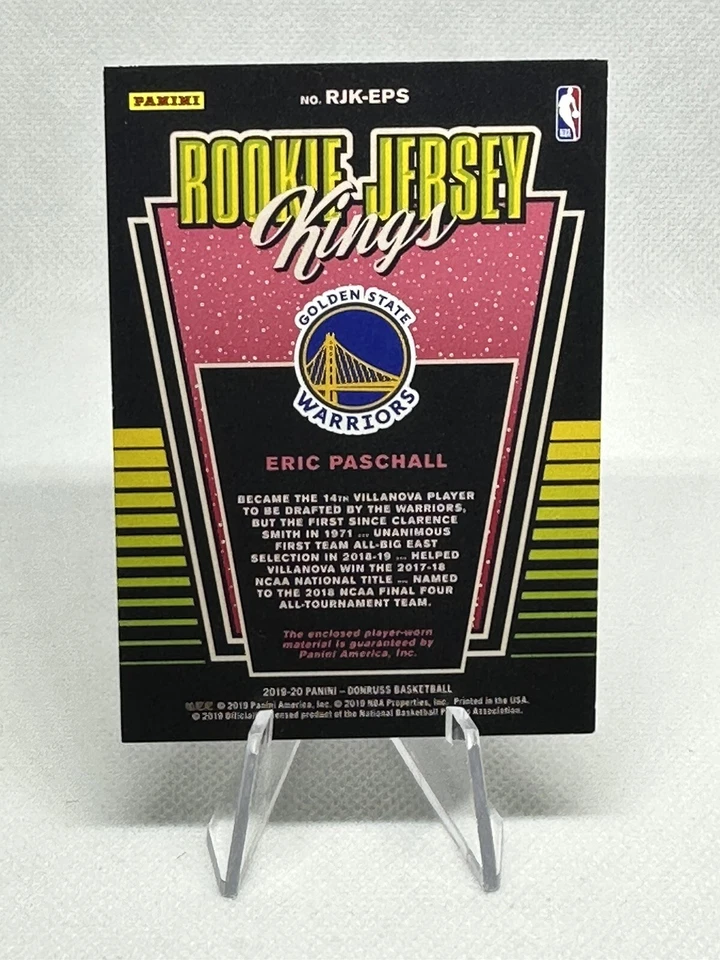 PANINI
NO. RJK-EPS
NBA
ROOKIE JERSEY
Kings
GOLDEN STATE
WARRIORS
ERIC PASCHALL
BECAME THE 14TH VILLANOVA PLAYER
TO BE DRAFTED BY THE WARRIORS,
BUT THE FIRST SINCE CLARENCE
SMITH IN 1971 ... UNANIMOUS
FIRST TEAM ALL-BIG EAST
SELECTION IN 2018-19 ... HELPED
VILLANOVA WIN THE 2017-18
NCAA NATIONAL TITLE ... NAMED
TO THE 2018 NCAA FINAL FOUR
ALL-TOURNAMENT TEAM.
The enclosed player-worn
material is guaranteed by
Panini America, Inc.
2019-20 PANINI – DONRUSS BASKETBALL
© 2019 Panini America, Inc. © 2019 NBA Properties, Inc. Printed in the USA.
© 2019 Official product of the National Basketball Association.